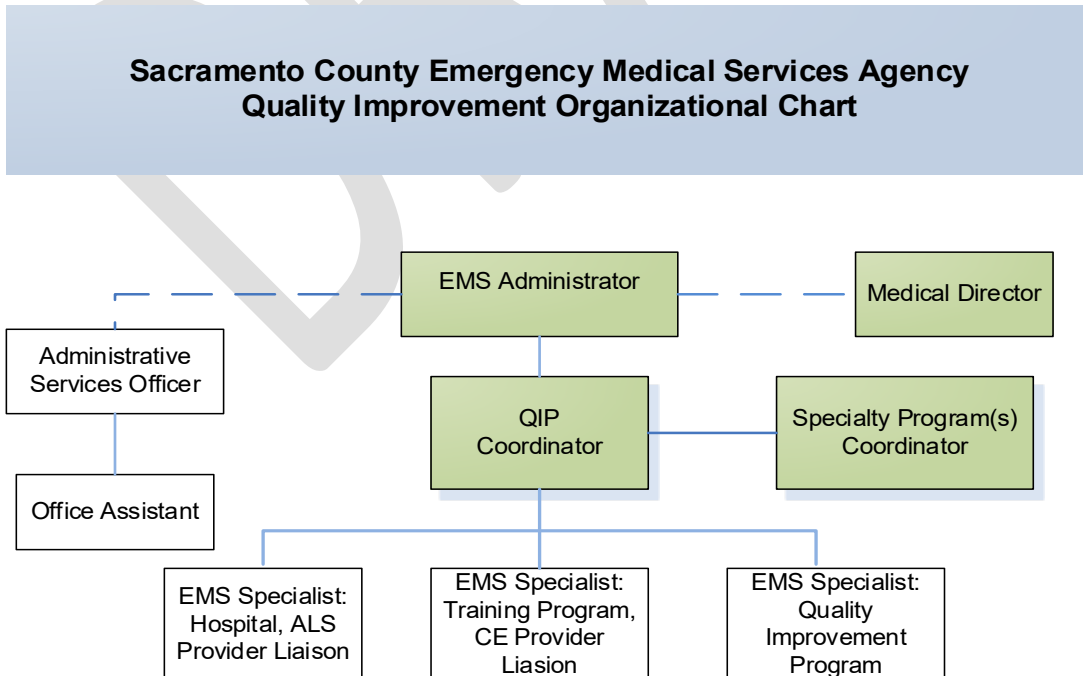 Sacramento County Emergency Medical Services Agency
Quality Improvement Organizational Chart
EMS Administrator
Medical Director
Administrative
Services Officer
QIP
Coordinator
Specialty Program(s)
Coordinator
Office Assistant
EMS Specialist:
Hospital, ALS
Provider Liaison
EMS Specialist:
Training Program,
CE Provider
Liasion
EMS Specialist:
Quality
Improvement
Program